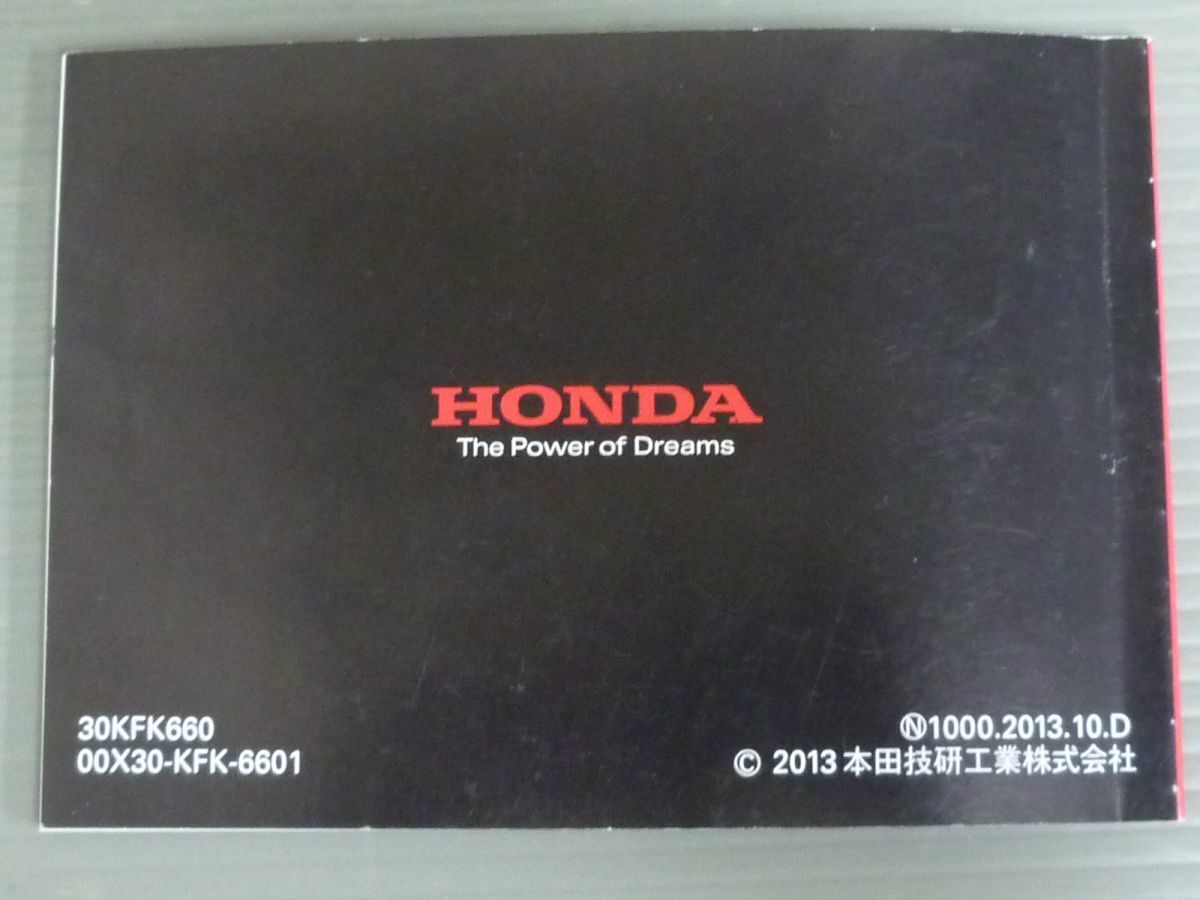 HONDA
The Power of Dreams
30KFK660
00X30-KFK-6601
Ⓝ1000.2013.10.D
© 2013 本田技研工業株式会社